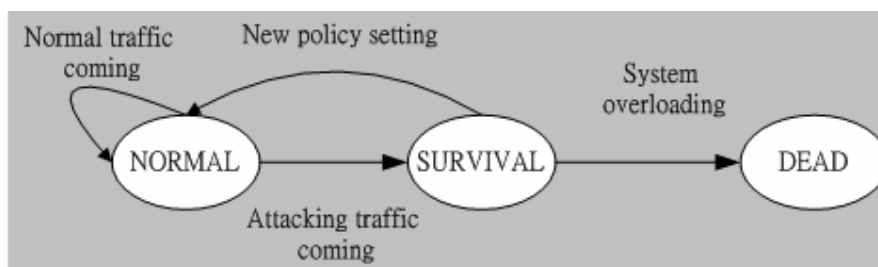 Normal traffic
coming
New policy setting
System
overloading
NORMAL
SURVIVAL
DEAD
Attacking traffic
coming